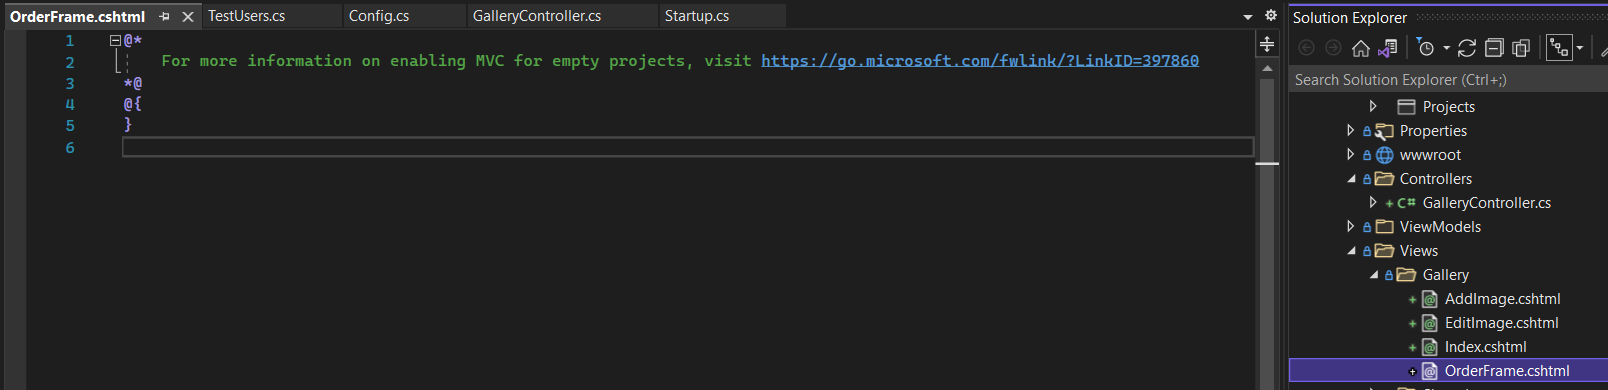 OrderFrame.cshtml TestUsers.cs Config.cs GalleryController.cs Startup.cs
1 @*
2 For more information on enabling MVC for empty projects, visit https://go.microsoft.com/fwlink/?LinkID=397860
3 *@
4 @{
5 }
6
Solution Explorer
Search Solution Explorer (Ctrl+;)
Projects
Properties
wwwroot
Controllers
C# GalleryController.cs
ViewModels
Views
Gallery
@ AddImage.cshtml
@ EditImage.cshtml
@ Index.cshtml
@ OrderFrame.cshtml